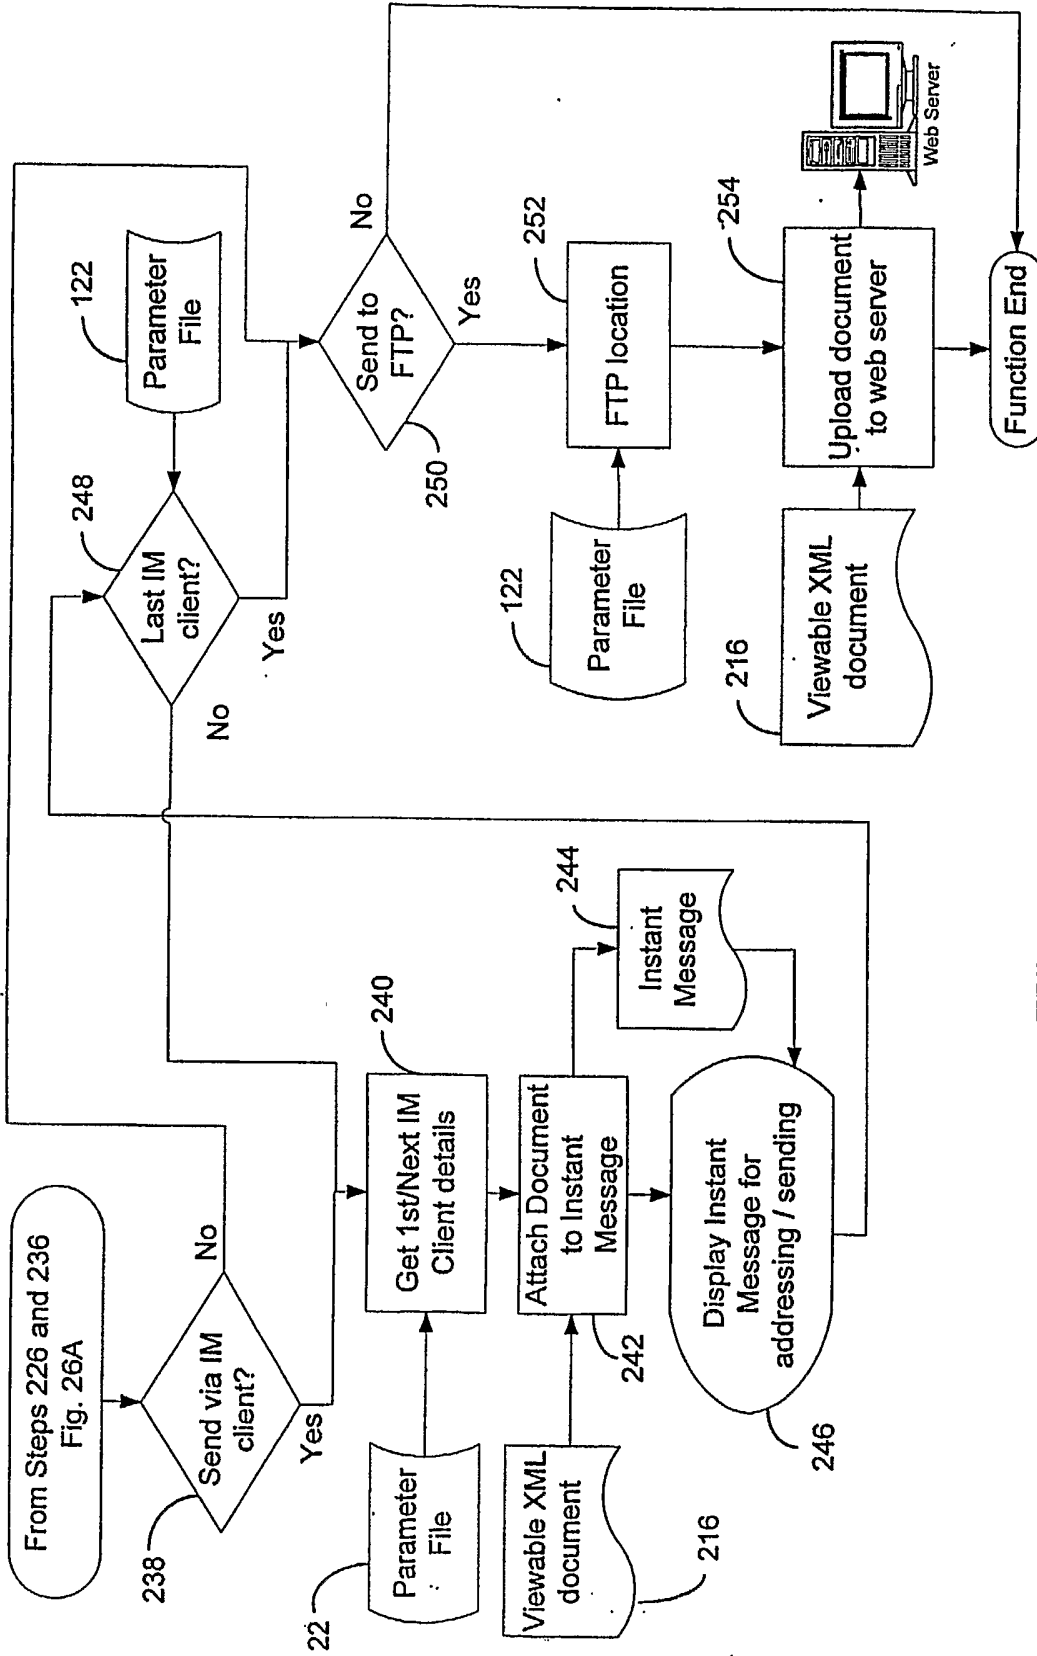 From Steps 226 and 236
Fig. 26A
238
Send via IM
client?
No
Yes
22
Parameter
File
Get 1st/Next IM
Client details
240
Viewable XML
document
216
Attach Document
to Instant
Message
242
Instant
Message
244
Display Instant
Message for
addressing / sending
246
248
Last IM
client?
No
Yes
122
Parameter
File
Send to
FTP?
250
No
Yes
122
Parameter
File
FTP location
252
216
Viewable XML
document
Upload document
to web server
254
Web Server
Function End